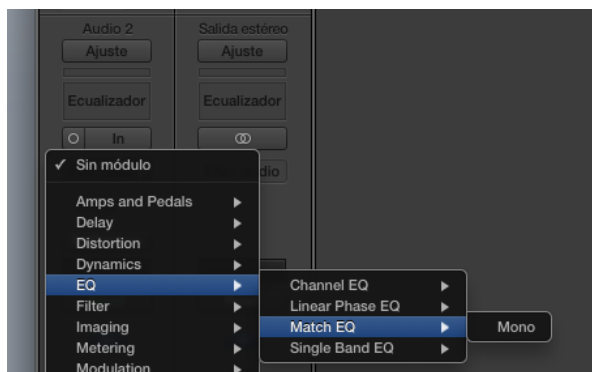 Audio 2
Salida estéreo
Ajuste
Ajuste
Ecualizador
Ecualizador
In
✓ Sin módulo
dio
Amps and Pedals
Delay
Distortion
Dynamics
EQ
Filter
Imaging
Metering
Modulation
Channel EQ
Linear Phase EQ
Match EQ
Single Band EQ
Mono